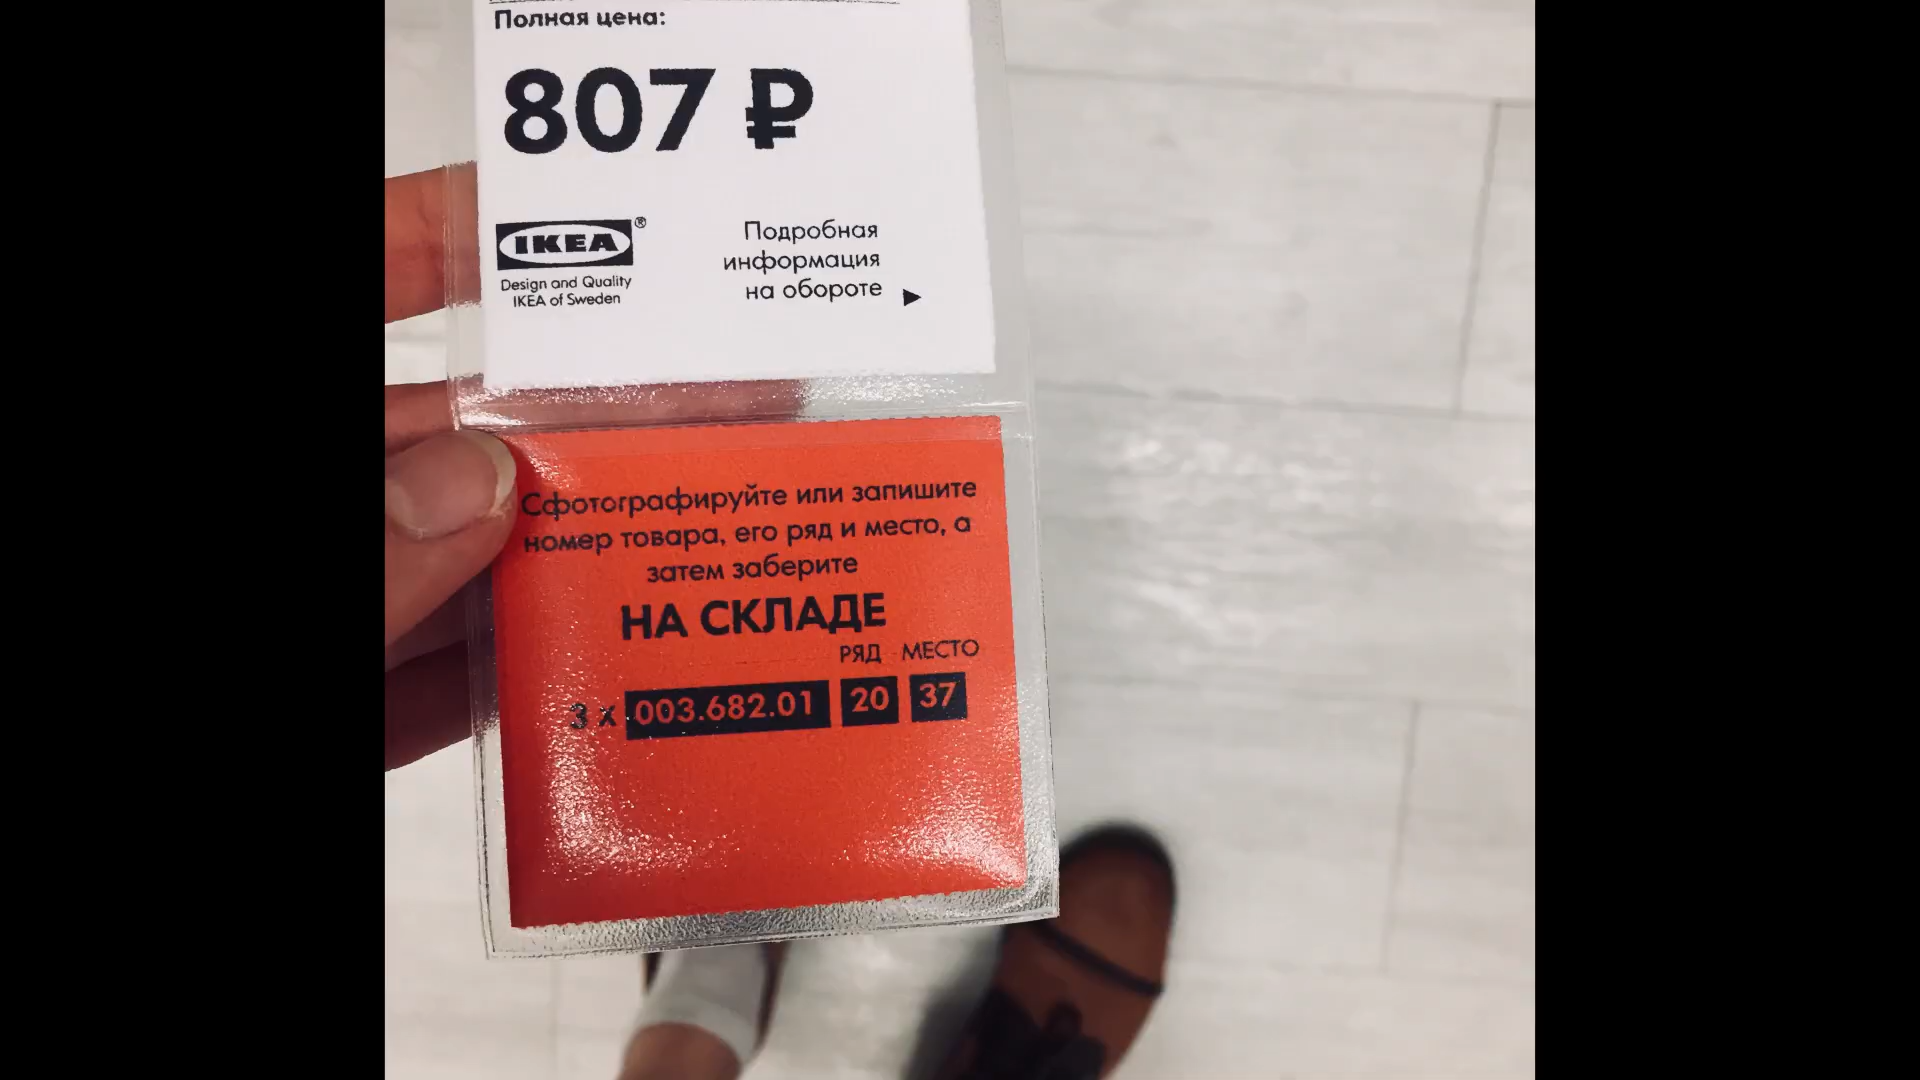 Полная цена:
807 ₽
IKEA®
Design and Quality
IKEA of Sweden
Подробная
информация
на обороте ▶
Сфотографируйте или запишите
номер товара, его ряд и место, а
затем заберите
НА СКЛАДЕ
РЯД МЕСТО
3 x 003.682.01 20 37